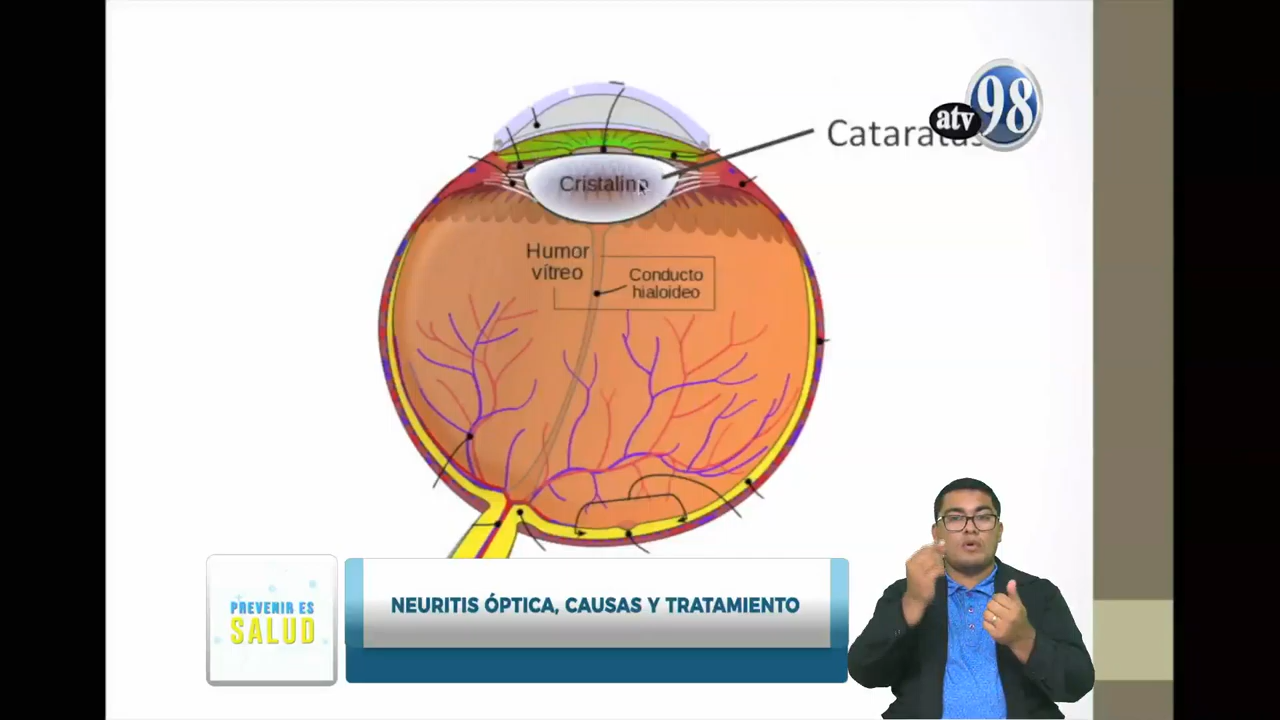 atv 98
Cataratas
Cristalino
Humor
vítreo
Conducto
hialoideo
PREVENIR ES
SALUD
NEURITIS ÓPTICA, CAUSAS Y TRATAMIENTO